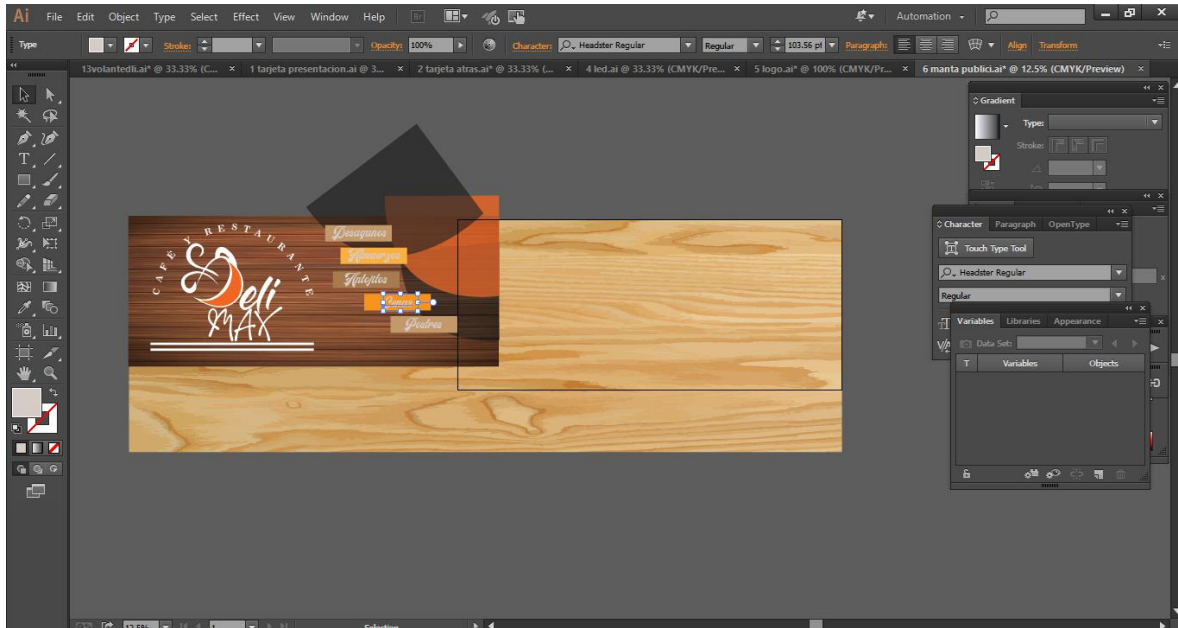 Ai File Edit Object Type Select Effect View Window Help Br Automation
Type Stroke: Opacity: 100% Character: Headster Regular Regular 103.56 pt Paragraph: Align Transform
13volantedli.ai* @ 33.33% (C... × 1 tarjeta presentacion.ai @ 3... × 2 tarjeta atras.ai* @ 33.33% (... × 4 led.ai @ 33.33% (CMYK/Pre... × 5 logo.ai* @ 100% (CMYK/Pr... × 6 manta publici.ai* @ 12.5% (CMYK/Preview) ×
Gradient
Type:
Stroke:
Character Paragraph OpenType
Touch Type Tool
Headster Regular
Regular
Variables Libraries Appearance
Data Set:
T Variables Objects
CAFÉ Y RESTAURANTE
Deli
MAX
Desayunos
Almuerzos
Antojitos
Cenas
Postres
12.5% 1 Selection